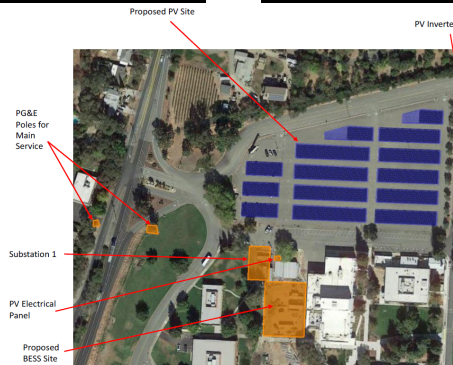 Proposed PV Site
PV Inverte
PG&E
Poles for
Main
Service
Substation 1
PV Electrical
Panel
Proposed
BESS Site